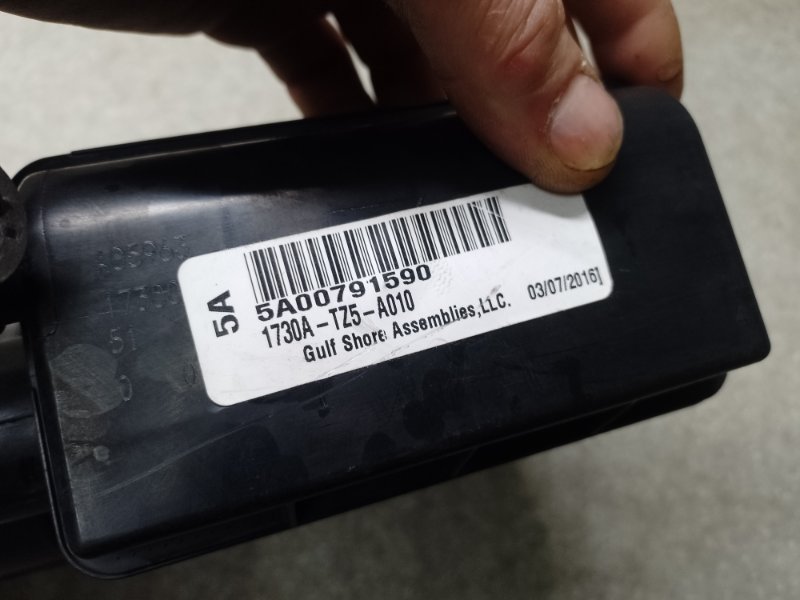 5A
5A00791590
1730A-TZ5-A010
Gulf Shore Assemblies,LLC. 03/07/2016]